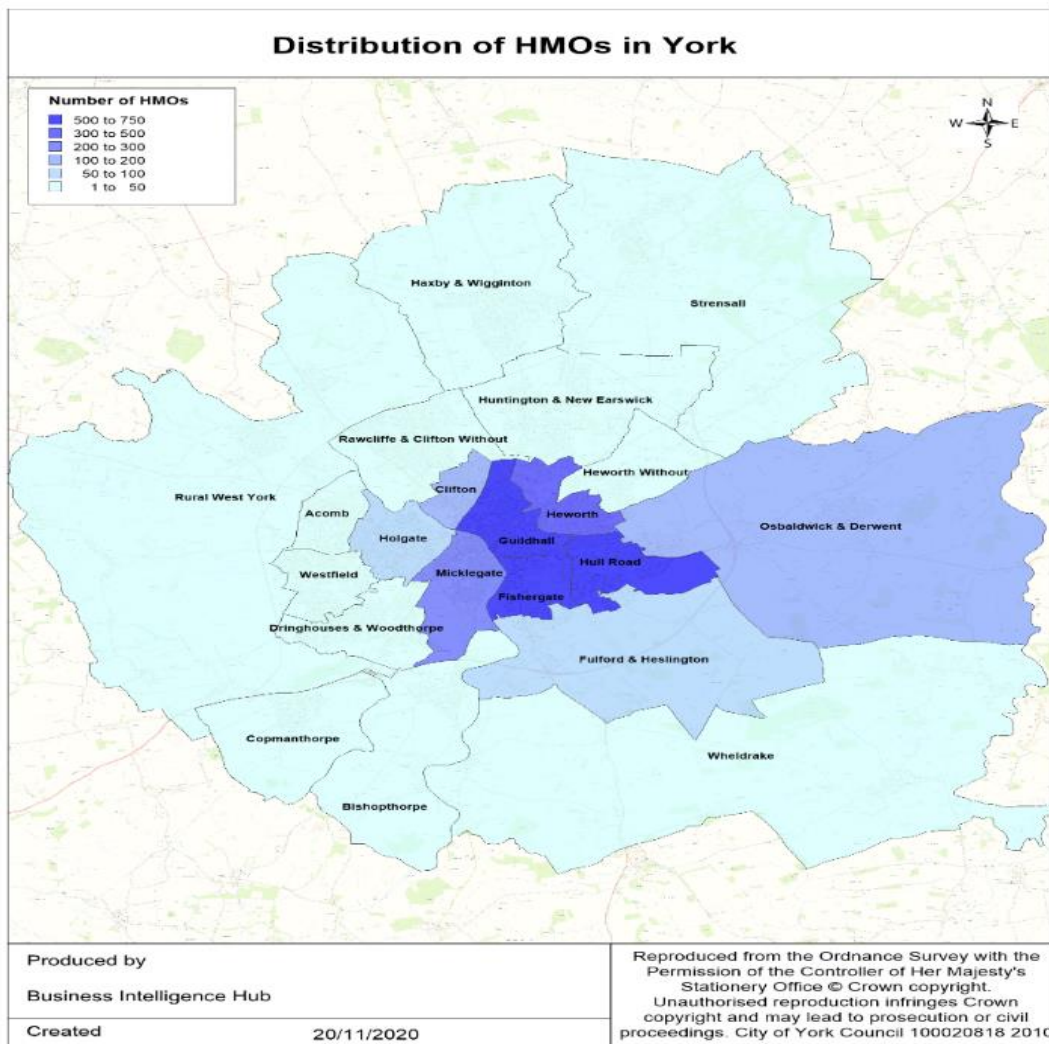 Distribution of HMOs in York
Number of HMOs
500 to 750
300 to 500
200 to 300
100 to 200
50 to 100
1 to 50
N
W E
S
Haxby & Wigginton
Strensall
Huntington & New Earswick
Rawcliffe & Clifton Without
Heworth Without
Rural West York
Clifton
Acomb
Heworth
Osbaldwick & Derwent
Holgate
Guildhall
Hull Road
Westfield
Micklegate
Fishergate
Dringhouses & Woodthorpe
Fulford & Heslington
Copmanthorpe
Wheldrake
Bishopthorpe
Produced by
Business Intelligence Hub
Created 20/11/2020
Reproduced from the Ordnance Survey with the
Permission of the Controller of Her Majesty's
Stationery Office © Crown copyright.
Unauthorised reproduction infringes Crown
copyright and may lead to prosecution or civil
proceedings. City of York Council 100020818 2010